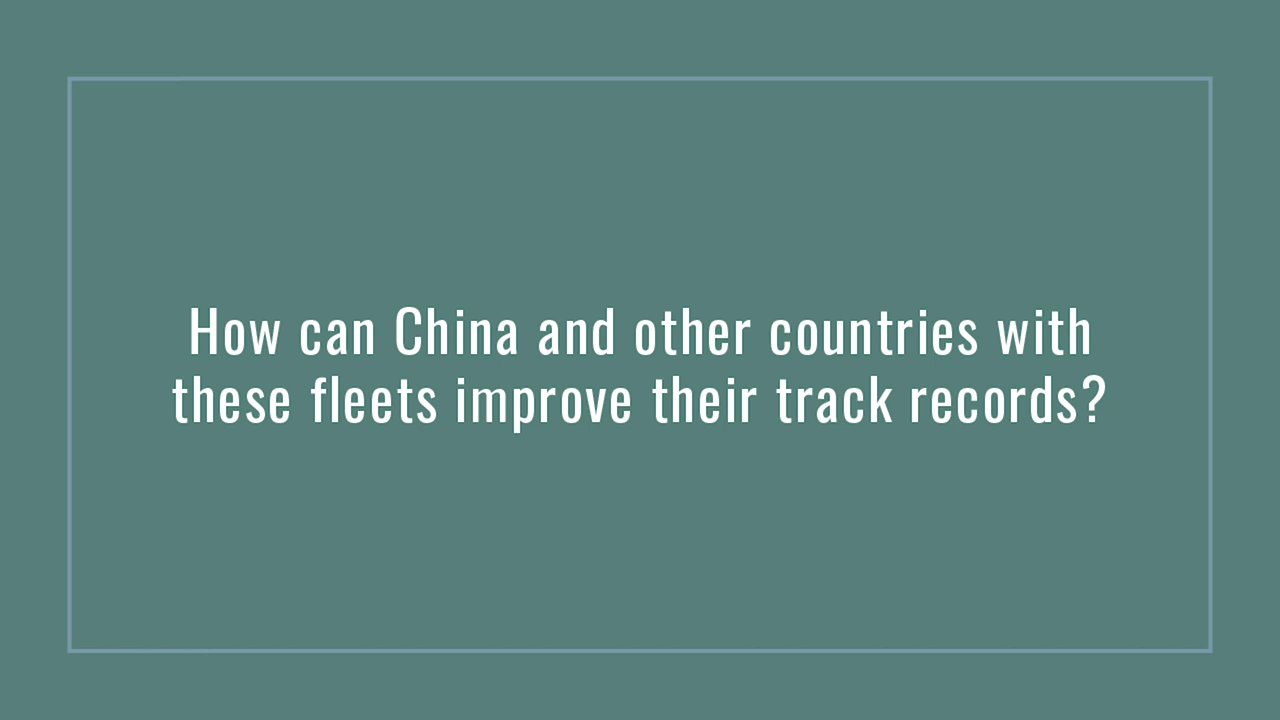 How can China and other countries with
these fleets improve their track records?